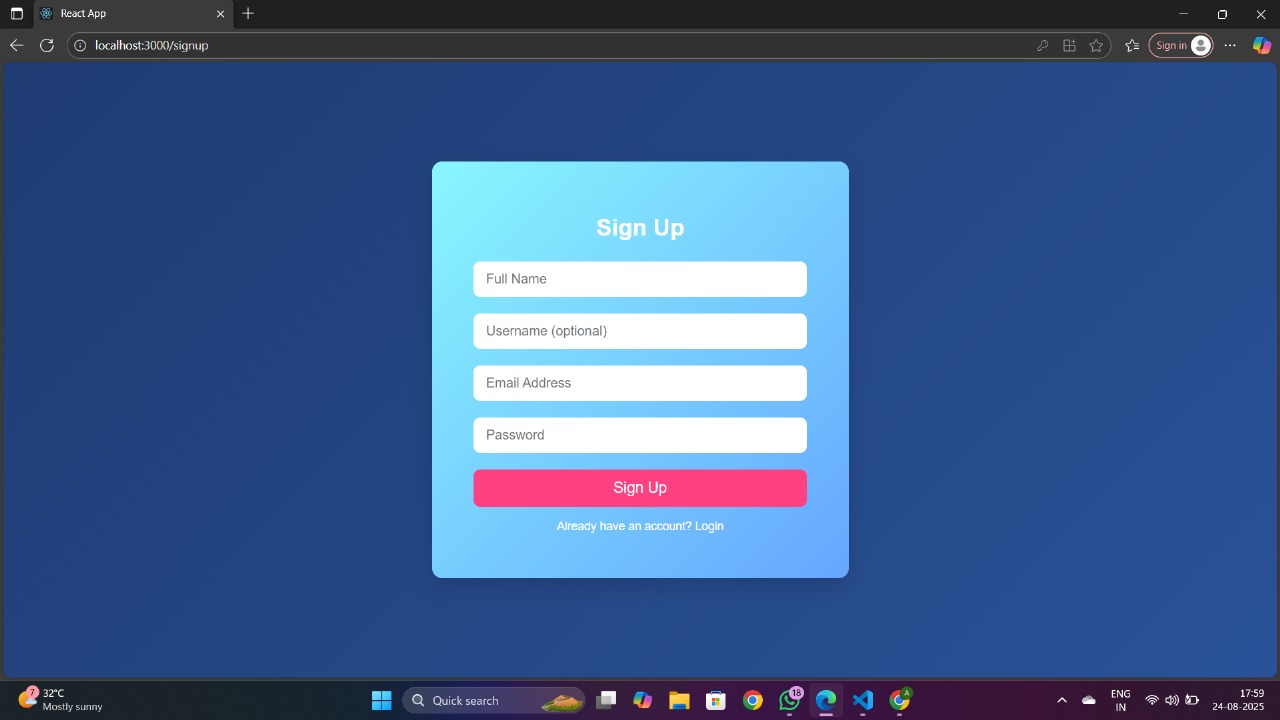 React App
localhost:3000/signup
Sign in
Sign Up
Full Name
Username (optional)
Email Address
Password
Sign Up
Already have an account? Login
7
32°C
Mostly sunny
Quick search
18
A
ENG
IN
17:59
24-08-2025